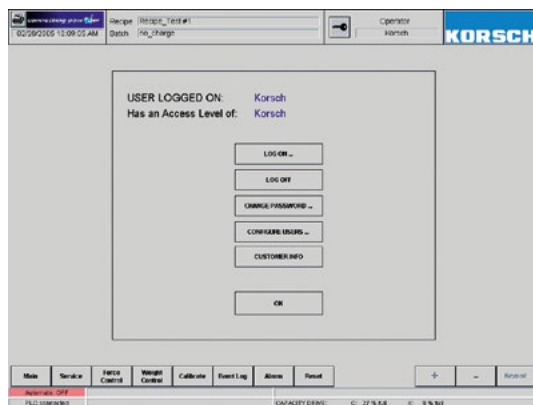 Recipe Recipe_Test#1
Operator
02/28/2005 10:09:05 AM Batch no_charge
Korsch
KORSCH
USER LOGGED ON: Korsch
Has an Access Level of: Korsch
LOG ON ...
LOG OFF
CHANGE PASSWORD ...
CONFIGURE USERS ...
CUSTOMER INFO
OK
Main Service Force Control Weight Control Calibrate Event Log Alarm Reset + -
Automatic OFF
PLC connected CAPACITY DRIVE: C: 27 % full